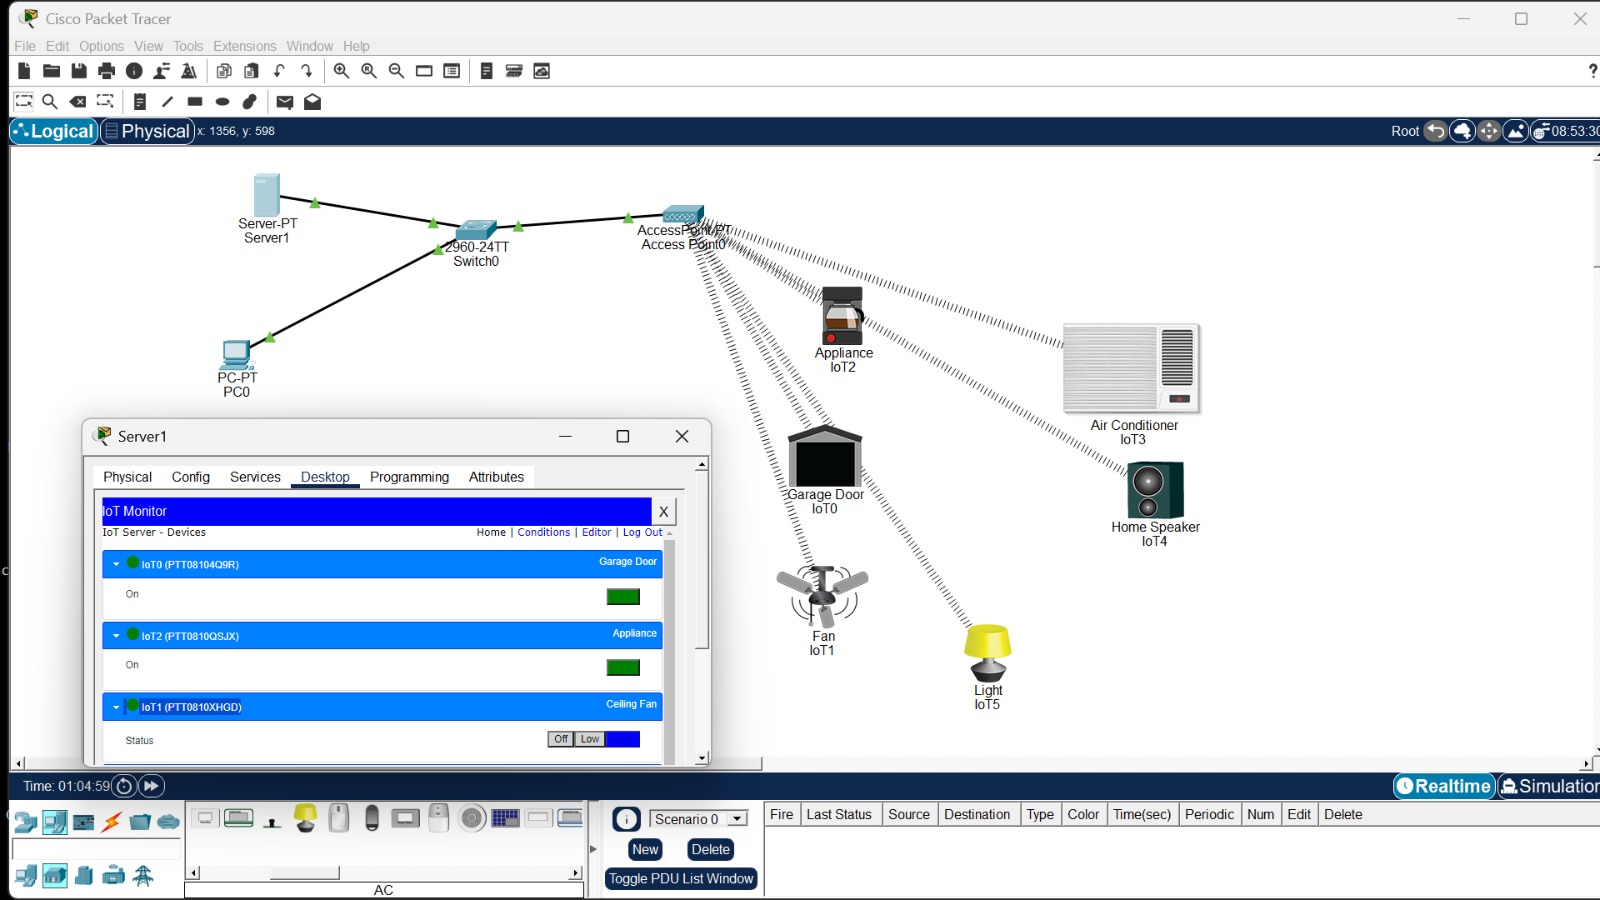 Cisco Packet Tracer
File Edit Options View Tools Extensions Window Help
?
Logical Physical x: 1356, y: 598 Root 08:53:30
Server-PT
Server1
2960-24TT
Switch0
AccessPoint-PT
Access Point0
PC-PT
PC0
Appliance
IoT2
Air Conditioner
IoT3
Garage Door
IoT0
Home Speaker
IoT4
Fan
IoT1
Light
IoT5
Server1
Physical Config Services Desktop Programming Attributes
IoT Monitor X
IoT Server - Devices Home | Conditions | Editor | Log Out
IoT0 (PTT08104Q9R) Garage Door
On
IoT2 (PTT0810QSJX) Appliance
On
IoT1 (PTT0810XHGD) Ceiling Fan
Status Off Low
Time: 01:04:59 Realtime Simulation
Scenario 0
New Delete
Toggle PDU List Window
Fire Last Status Source Destination Type Color Time(sec) Periodic Num Edit Delete
AC